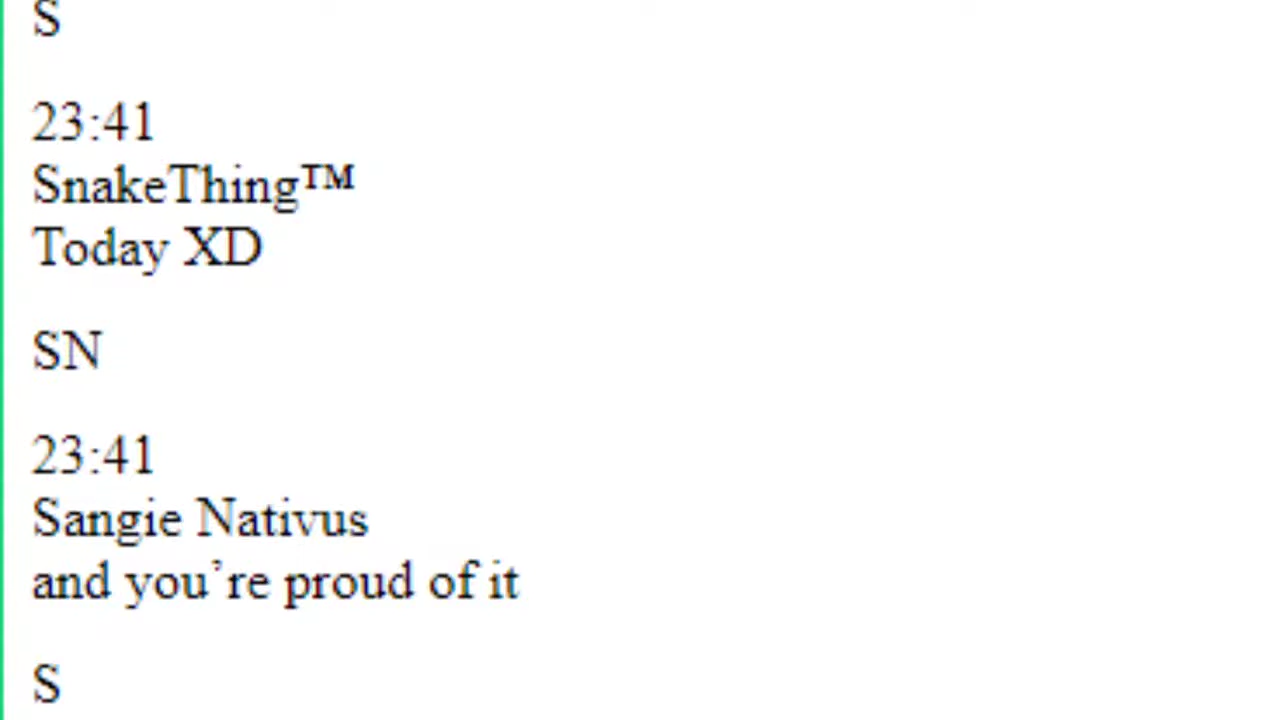 S
23:41
SnakeThing™
Today XD
SN
23:41
Sangie Nativus
and you’re proud of it
S